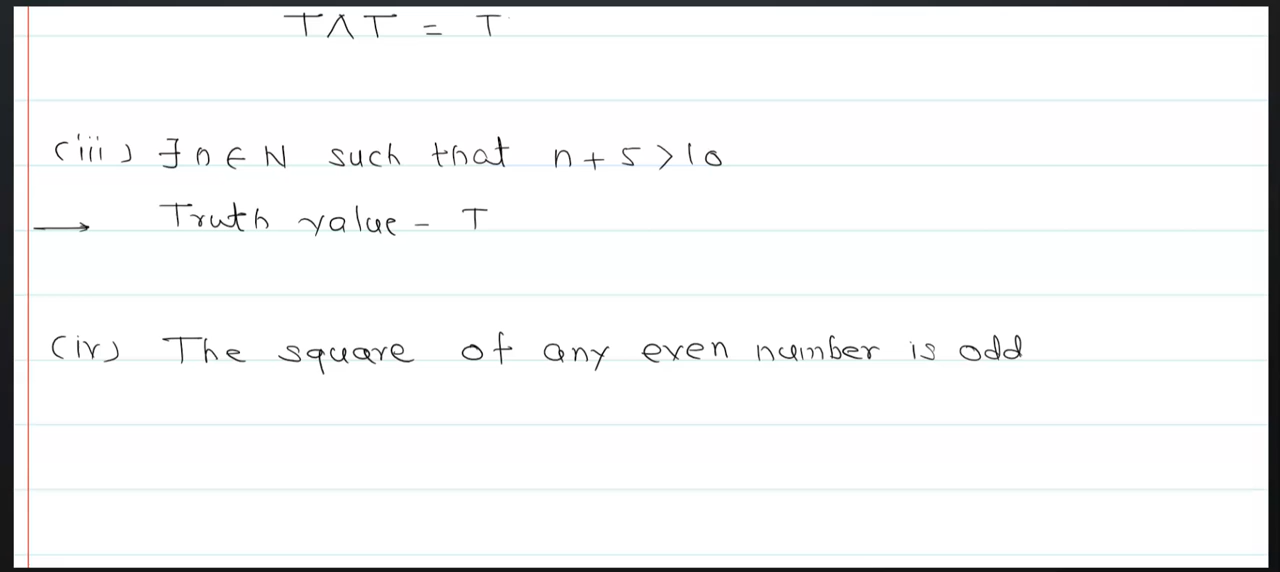 T∧T = T
(iii) ∃ n ∈ N such that n + 5 > 10
→ Truth value - T
(iv) The square of any even number is odd